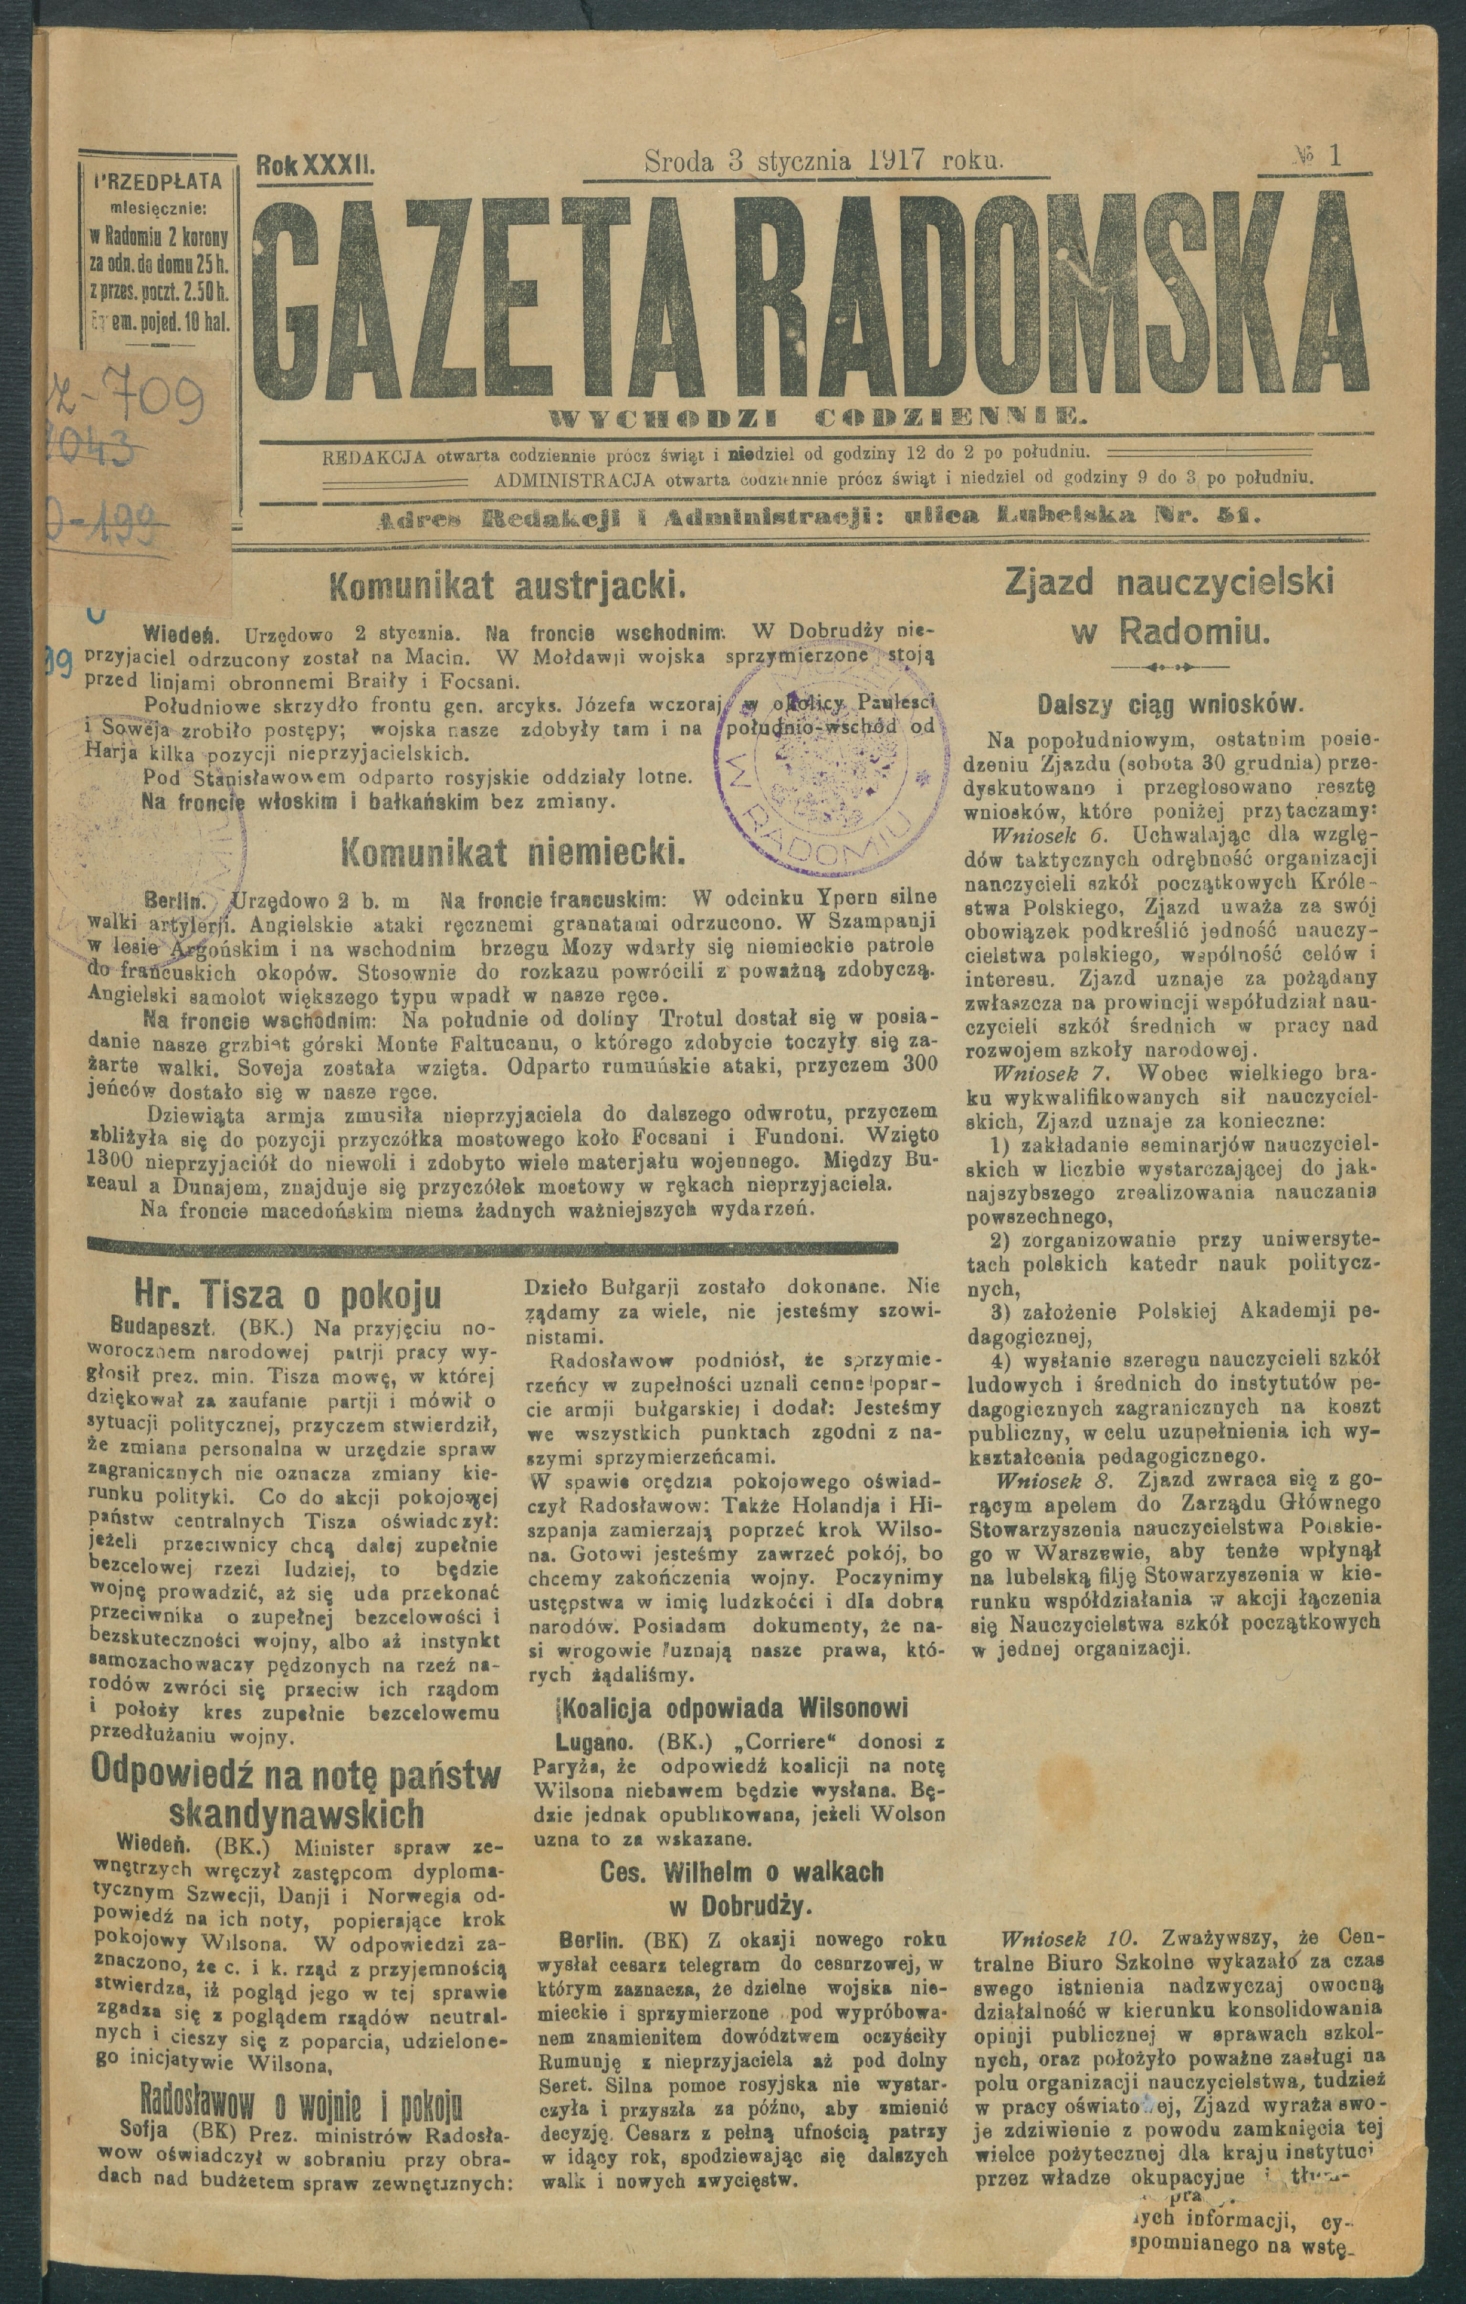 PRZEDPŁATA
miesięcznie:
w Radomiu 2 korony
za odn. do domu 25 h.
z przes. poczt. 2.50 h.
em. pojed. 10 hal.
Rok XXXII.
Sroda 3 stycznia 1917 roku.
№ 1
GAZETA RADOMSKA
WYCHODZI CODZIENNIE.
REDAKCJA otwarta codziennie prócz świąt i niedziel od godziny 12 do 2 po południu.
ADMINISTRACJA otwarta codziennie prócz świąt i niedziel od godziny 9 do 3 po południu.
Adres Redakcji i Administracji: ulica Lubelska Nr. 51.
z-709
1043
0-199
99
Komunikat austrjacki.
Wiedeń. Urzędowo 2 stycznia. Na froncie wschodnim: W Dobrudży nie-
przyjaciel odrzucony został na Macin. W Mołdawji wojska sprzymierzone stoją
przed linjami obronnemi Braiły i Focsani.
Południowe skrzydło frontu gen. arcyks. Józefa wczoraj w okolicy Paulesci
i Soweja zrobiło postępy; wojska nasze zdobyły tam i na południo-wschód od
Harja kilka pozycji nieprzyjacielskich.
Pod Stanisławowem odparto rosyjskie oddziały lotne.
Na froncie włoskim i bałkańskim bez zmiany.
W RADOMIU
Komunikat niemiecki.
Berlin. Urzędowo 2 b. m Na froncie francuskim: W odcinku Ypern silne
walki artylerji. Angielskie ataki ręcznemi granatami odrzucono. W Szampanji
w lesie Argońskim i na wschodnim brzegu Mozy wdarły się niemieckie patrole
do francuskich okopów. Stosownie do rozkazu powrócili z poważną zdobyczą.
Angielski samolot większego typu wpadł w nasze ręce.
Na froncie wschodnim: Na południe od doliny Trotul dostał się w posia-
danie nasze grzbiet górski Monte Faltucanu, o którego zdobycie toczyły się za-
żarte walki. Soveja została wzięta. Odparto rumuńskie ataki, przyczem 300
jeńców dostało się w nasze ręce.
Dziewiąta armja zmusiła nieprzyjaciela do dalszego odwrotu, przyczem
zbliżyła się do pozycji przyczółka mostowego koło Focsani i Fundoni. Wzięto
1300 nieprzyjaciół do niewoli i zdobyto wiele materjału wojennego. Między Bu-
zeaul a Dunajem, znajduje się przyczółek mostowy w rękach nieprzyjaciela.
Na froncie macedońskim niema żadnych ważniejszych wydarzeń.
Hr. Tisza o pokoju
Budapeszt. (BK.) Na przyjęciu no-
worocznem narodowej patrji pracy wy-
głosił prez. min. Tisza mowę, w której
dziękował za zaufanie partji i mówił o
sytuacji politycznej, przyczem stwierdził,
że zmiana personalna w urzędzie spraw
zagranicznych nie oznacza zmiany kie-
runku polityki. Co do akcji pokojowej
państw centralnych Tisza oświadczył:
jeżeli przeciwnicy chcą dalej zupełnie
bezcelowej rzezi ludziej, to będzie
wojnę prowadzić, aż się uda przekonać
przeciwnika o zupełnej bezcelowości i
bezskuteczności wojny, albo aż instynkt
samozachowaczy pędzonych na rzeź na-
rodów zwróci się przeciw ich rządom
i położy kres zupełnie bezcelowemu
przedłużaniu wojny.
Odpowiedź na notę państw
skandynawskich
Wiedeń. (BK.) Minister spraw ze-
wnętrzych wręczył zastępcom dyploma-
tycznym Szwecji, Danji i Norwegia od-
powiedź na ich noty, popierające krok
pokojowy Wilsona. W odpowiedzi za-
znaczono, że c. i k. rząd z przyjemnością
stwierdza, iż pogląd jego w tej sprawie
zgadza się z poglądem rządów neutral-
nych i cieszy się z poparcia, udzielone-
go inicjatywie Wilsona,
Radosławow o wojnie i pokoju
Sofja (BK) Prez. ministrów Radosła-
wow oświadczył w sobraniu przy obra-
dach nad budżetem spraw zewnętrznych:
Dzieło Bułgarji zostało dokonane. Nie
żądamy za wiele, nie jesteśmy szowi-
nistami.
Radosławow podniósł, że sprzymie-
rzeńcy w zupełności uznali cenne popar-
cie armji bułgarskiej i dodał: Jesteśmy
we wszystkich punktach zgodni z na-
szymi sprzymierzeńcami.
W spawie orędzia pokojowego oświad-
czył Radosławow: Także Holandja i Hi-
szpanja zamierzają poprzeć krok Wilso-
na. Gotowi jesteśmy zawrzeć pokój, bo
chcemy zakończenia wojny. Poczynimy
ustępstwa w imię ludzkoćci i dla dobra
narodów. Posiadam dokumenty, że na-
si wrogowie uznają nasze prawa, któ-
rych żądaliśmy.
Koalicja odpowiada Wilsonowi
Lugano. (BK.) „Corriere“ donosi z
Paryża, że odpowiedź koalicji na notę
Wilsona niebawem będzie wysłana. Bę-
dzie jednak opublikowana, jeżeli Wolson
uzna to za wskazane.
Ces. Wilhelm o walkach
w Dobrudży.
Berlin. (BK) Z okazji nowego roku
wysłał cesarz telegram do cesarzowej, w
którym zaznacza, że dzielne wojska nie-
mieckie i sprzymierzone pod wypróbowa-
nem znamienitem dowództwem oczyściły
Rumunję z nieprzyjaciela aż pod dolny
Seret. Silna pomoc rosyjska nie wystar-
czyła i przyszła za późno, aby zmienić
decyzję. Cesarz z pełną ufnością patrzy
w idący rok, spodziewając się dalszych
walk i nowych zwycięstw.
Zjazd nauczycielski
w Radomiu.
Dalszy ciąg wniosków.
Na popołudniowym, ostatnim posie-
dzeniu Zjazdu (sobota 30 grudnia) prze-
dyskutowano i przegłosowano resztę
wniosków, które poniżej przytaczamy:
Wniosek 6. Uchwalając dla wzglę-
dów taktycznych odrębność organizacji
nanczycieli szkół początkowych Króle-
stwa Polskiego, Zjazd uważa za swój
obowiązek podkreślić jedność nauczy-
cielstwa polskiego, wspólność celów i
interesu. Zjazd uznaje za pożądany
zwłaszcza na prowincji współudział nau-
czycieli szkół średnich w pracy nad
rozwojem szkoły narodowej.
Wniosek 7. Wobec wielkiego bra-
ku wykwalifikowanych sił nauczyciel-
skich, Zjazd uznaje za konieczne:
1) zakładanie seminarjów nauczyciel-
skich w liczbie wystarczającej do jak-
najszybszego zrealizowania nauczania
powszechnego,
2) zorganizowanie przy uniwersyte-
tach polskich katedr nauk politycz-
nych,
3) założenie Polskiej Akademji pe-
dagogicznej,
4) wysłanie szeregu nauczycieli szkół
ludowych i średnich do instytutów pe-
dagogicznych zagranicznych na koszt
publiczny, w celu uzupełnienia ich wy-
kształcenia pedagogicznego.
Wniosek 8. Zjazd zwraca się z go-
rącym apelem do Zarządu Głównego
Stowarzyszenia nauczycielstwa Polskie-
go w Warszawie, aby tenże wpłynął
na lubelską filję Stowarzyszenia w kie-
runku współdziałania w akcji łączenia
się Nauczycielstwa szkół początkowych
w jednej organizacji.
Wniosek 10. Zważywszy, że Cen-
tralne Biuro Szkolne wykazało za czas
swego istnienia nadzwyczaj owocną
działalność w kierunku konsolidowania
opinji publicznej w sprawach szkol-
nych, oraz położyło poważne zasługi na
polu organizacji nauczycielstwa, tudzież
w pracy oświatowej, Zjazd wyraża swo-
je zdziwienie z powodu zamknięcia tej
wielce pożytecznej dla kraju instytuci
przez władze okupacyjne i
pra
ych informacji, cy-
spomnianego na wstę-